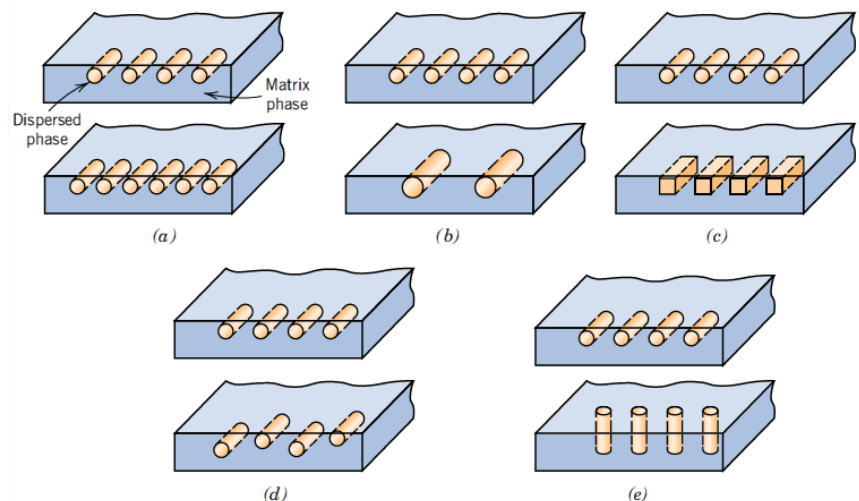 Dispersed
phase
Matrix
phase
(a)
(b)
(c)
(d)
(e)